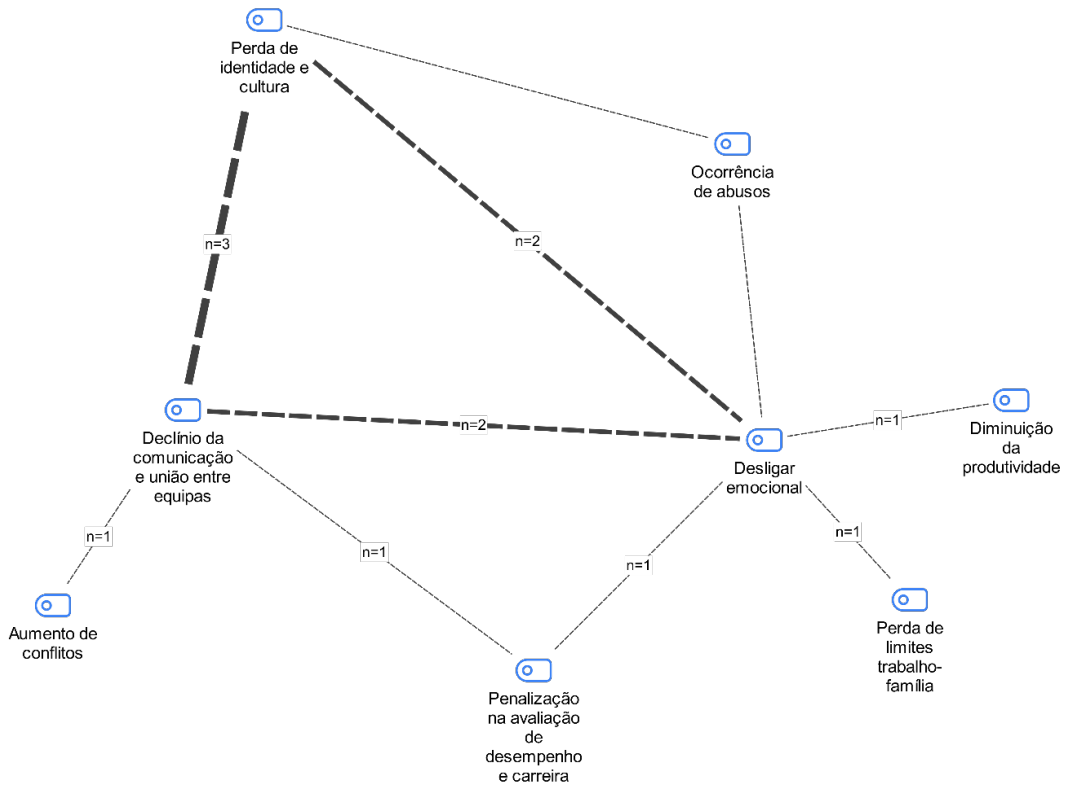 Perda de
identidade e
cultura
Ocorrência
de abusos
n=3
n=2
Declínio da
comunicação
e união entre
equipas
n=2
Desligar
emocional
n=1
Diminuição
da
produtividade
n=1
n=1
n=1
n=1
Aumento de
conflitos
Perda de
limites
trabalho-
família
Penalização
na avaliação
de
desempenho
e carreira